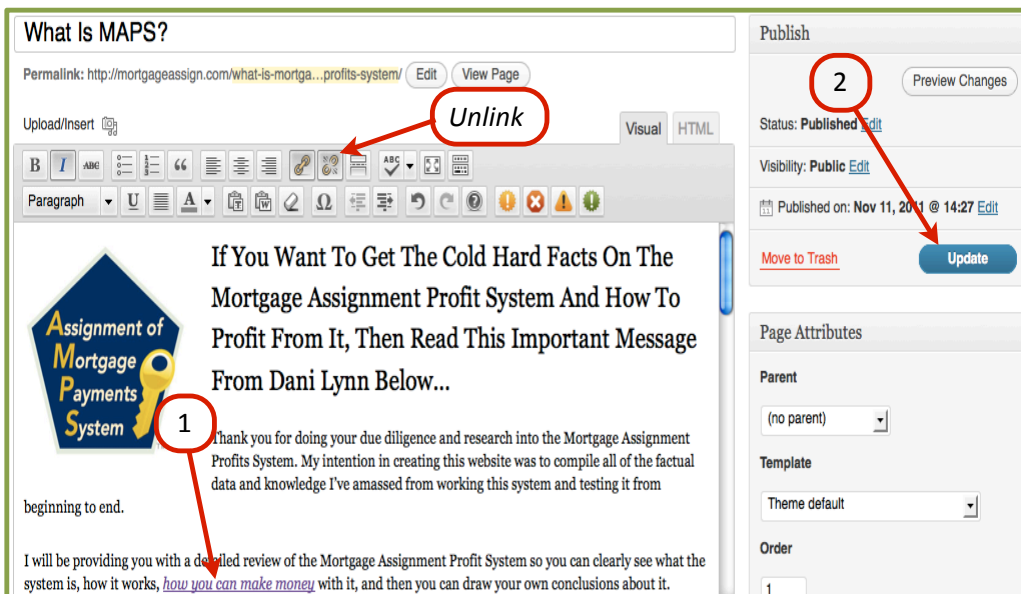 What Is MAPS?
Permalink: http://mortgageassign.com/what-is-mortga...profits-system/ Edit View Page
Unlink
Upload/Insert
Visual HTML
B I ABC
ABC
Paragraph U A T W Ω
If You Want To Get The Cold Hard Facts On The
Mortgage Assignment Profit System And How To
Profit From It, Then Read This Important Message
From Dani Lynn Below...
Assignment of
Mortgage
Payments
System
1
Thank you for doing your due diligence and research into the Mortgage Assignment
Profits System. My intention in creating this website was to compile all of the factual
data and knowledge I've amassed from working this system and testing it from
beginning to end.
I will be providing you with a detailed review of the Mortgage Assignment Profit System so you can clearly see what the
system is, how it works, how you can make money with it, and then you can draw your own conclusions about it.
Publish
2
Preview Changes
Status: Published Edit
Visibility: Public Edit
Published on: Nov 11, 2011 @ 14:27 Edit
Move to Trash Update
Page Attributes
Parent
(no parent)
Template
Theme default
Order
1